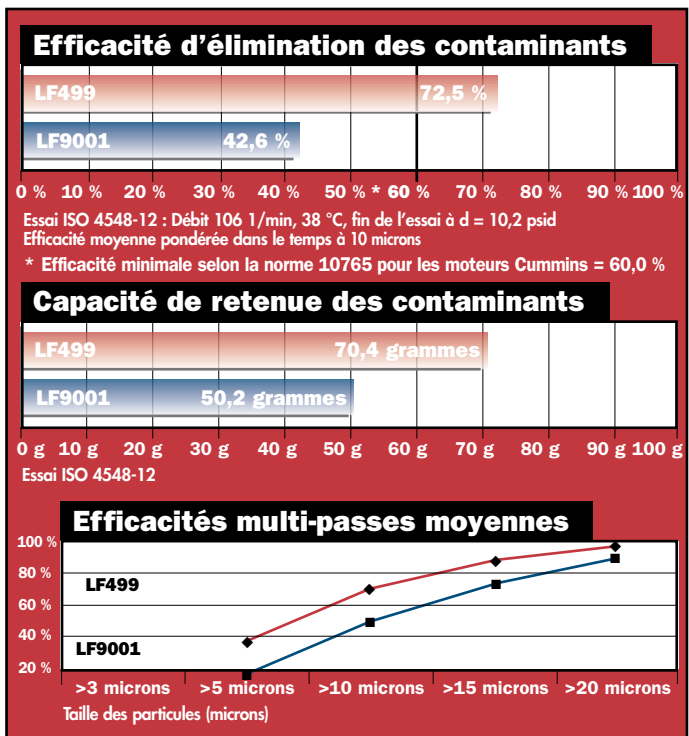 Efficacité d'élimination des contaminants
LF499 72,5 %
LF9001 42,6 %
0 % 10 % 20 % 30 % 40 % 50 % * 60 % 70 % 80 % 90 % 100 %
Essai ISO 4548-12 : Débit 106 1/min, 38 °C, fin de l'essai à d = 10,2 psid
Efficacité moyenne pondérée dans le temps à 10 microns
* Efficacité minimale selon la norme 10765 pour les moteurs Cummins = 60,0 %
Capacité de retenue des contaminants
LF499 70,4 grammes
LF9001 50,2 grammes
0 g 10 g 20 g 30 g 40 g 50 g 60 g 70 g 80 g 90 g 100 g
Essai ISO 4548-12
Efficacités multi-passes moyennes
100 %
80 %
LF499
60 %
40 %
LF9001
20 %
>3 microns >5 microns >10 microns >15 microns >20 microns
Taille des particules (microns)